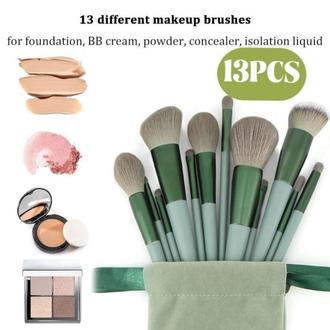 13 different makeup brushes
for foundation, BB cream, powder, concealer, isolation liquid
13PCS